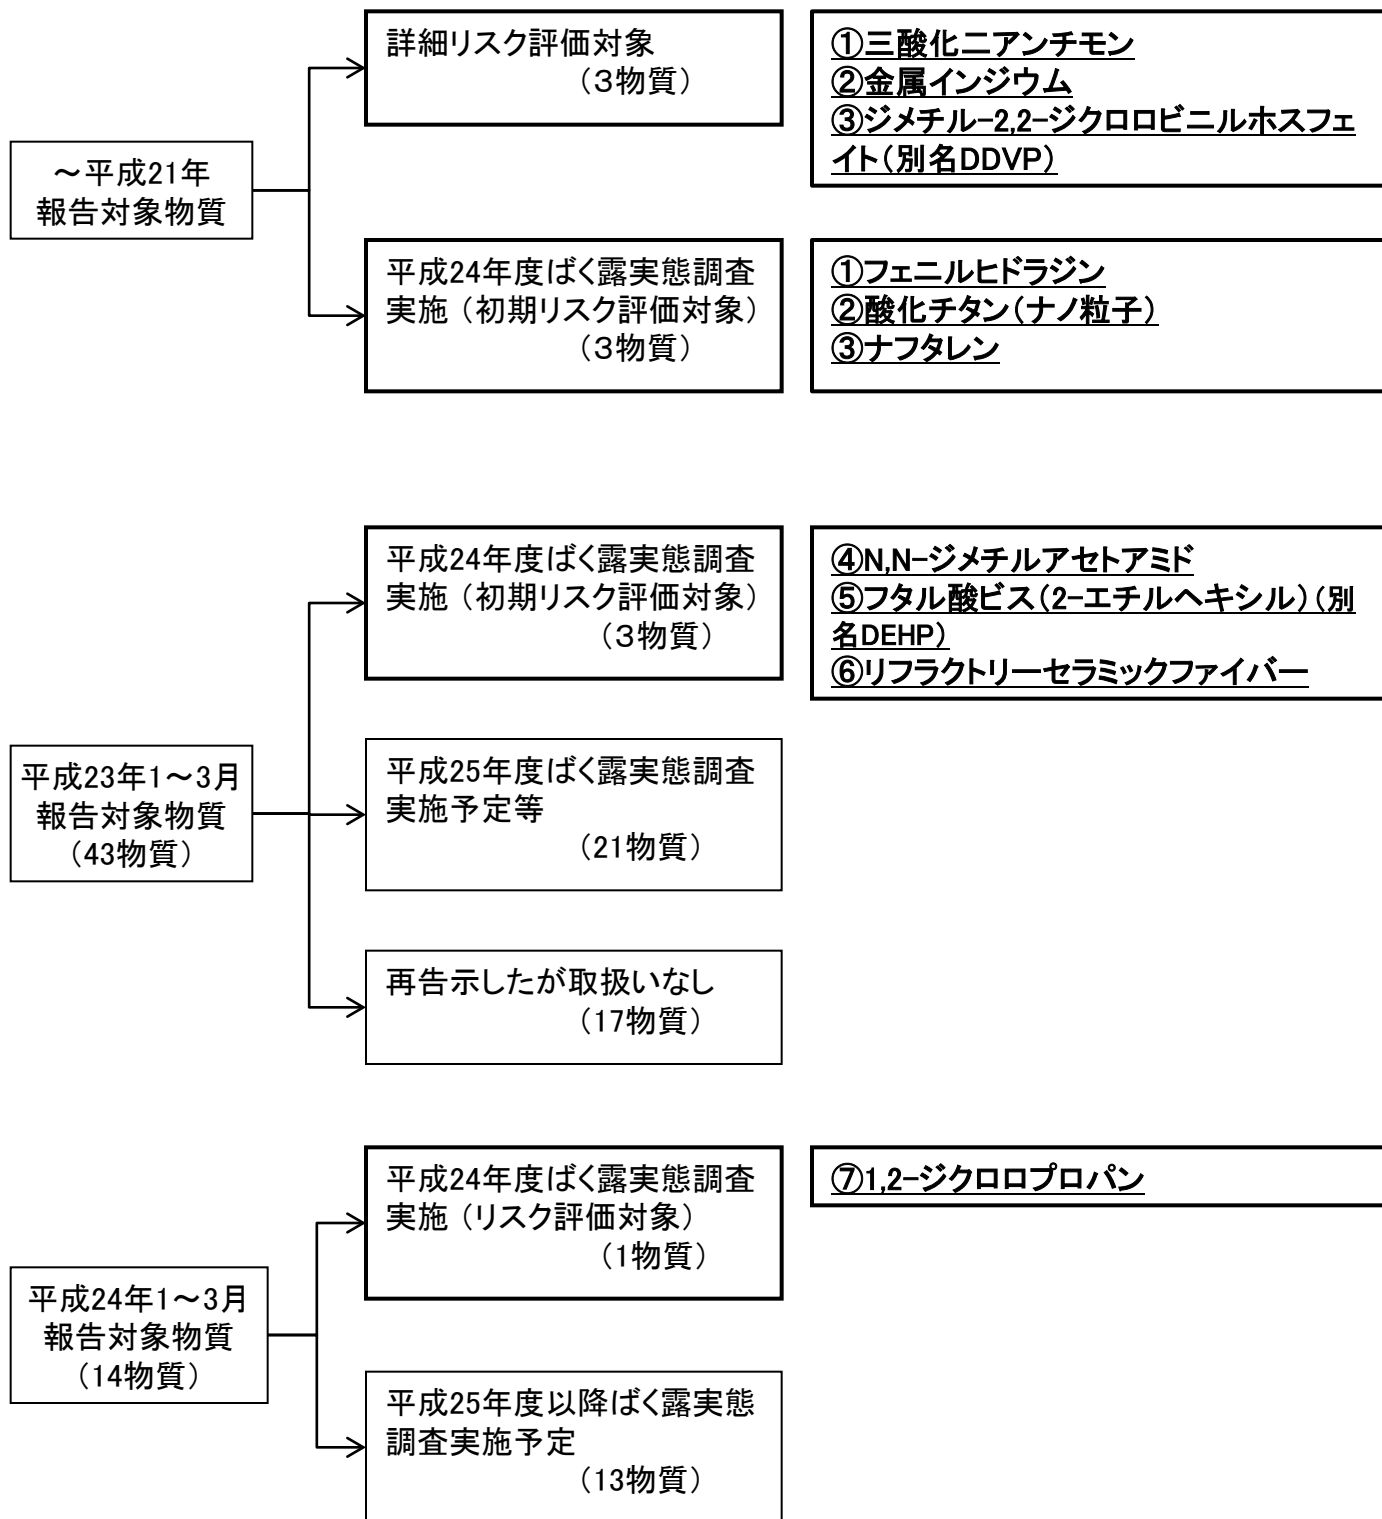 ～平成21年
報告対象物質
詳細リスク評価対象
（３物質）
①三酸化二アンチモン
②金属インジウム
③ジメチル-2,2-ジクロロビニルホスフェ
イト（別名DDVP）
平成24年度ばく露実態調査
実施（初期リスク評価対象）
（３物質）
①フェニルヒドラジン
②酸化チタン（ナノ粒子）
③ナフタレン
平成23年1～3月
報告対象物質
（43物質）
平成24年度ばく露実態調査
実施（初期リスク評価対象）
（３物質）
④N,N-ジメチルアセトアミド
⑤フタル酸ビス（2-エチルヘキシル）（別
名DEHP）
⑥リフラクトリーセラミックファイバー
平成25年度ばく露実態調査
実施予定等
（21物質）
再告示したが取扱いなし
（17物質）
平成24年1～3月
報告対象物質
（14物質）
平成24年度ばく露実態調査
実施（リスク評価対象）
（1物質）
⑦1,2-ジクロロプロパン
平成25年度以降ばく露実態
調査実施予定
（13物質）